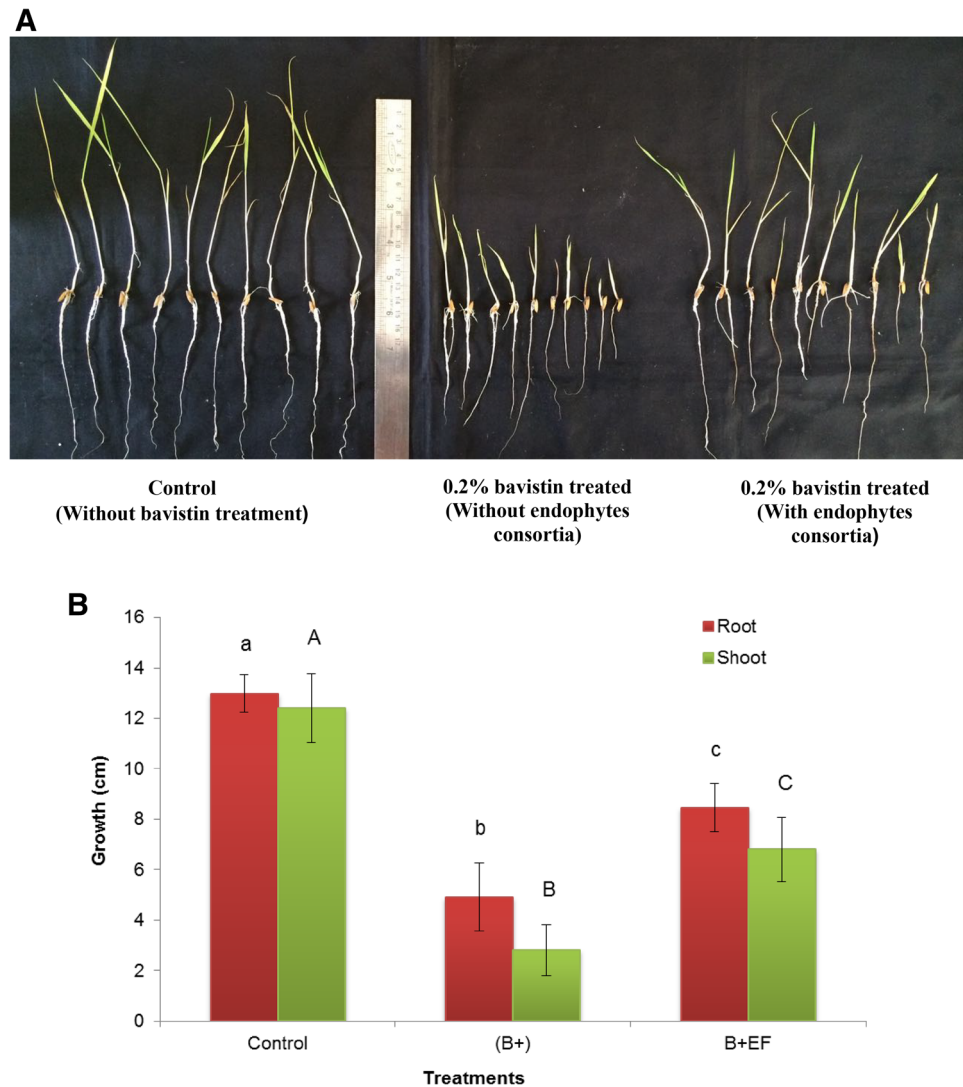 A
Control
(Without bavistin treatment)
0.2% bavistin treated
(Without endophytes
consortia)
0.2% bavistin treated
(With endophytes
consortia)
B
Growth (cm)
16
14
12
10
8
6
4
2
0
a
A
b
B
c
C
Root
Shoot
Control
(B+)
B+EF
Treatments